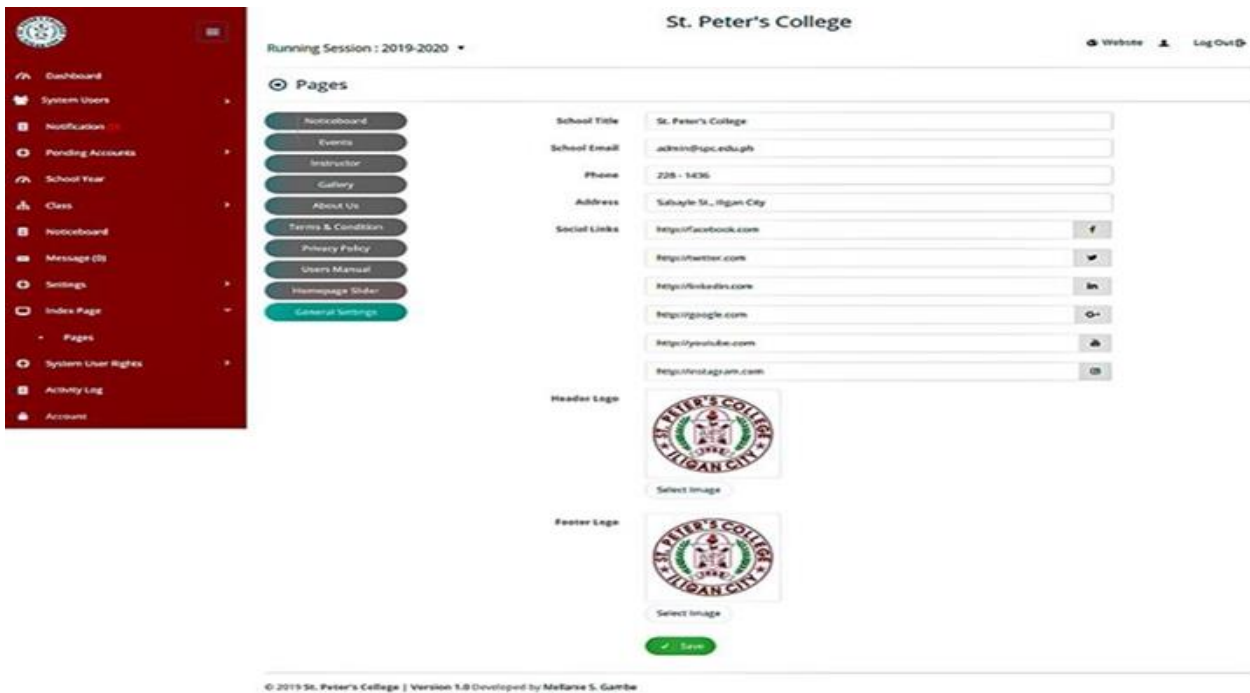 St. Peter's College
Running Session : 2019-2020
Website
Log Out
Dashboard
System Users
Notification
Pending Accounts
School Year
Class
Noticeboard
Message (0)
Settings
Index Page
Pages
System User Rights
Activity Log
Account
Pages
Noticeboard
Events
Instructor
Gallery
About Us
Terms & Condition
Privacy Policy
Users Manual
Homepage Slider
General Settings
School Title St. Peter's College
School Email admin@spc.edu.ph
Phone 228 - 1436
Address Sabayle St., Iligan City
Social Links http://facebook.com
http://twitter.com
http://linkedin.com
http://google.com
http://youtube.com
http://instagram.com
Header Logo
ST. PETER'S COLLEGE
ILIGAN CITY
Select Image
Footer Logo
ST. PETER'S COLLEGE
ILIGAN CITY
Select Image
Save
© 2019 St. Peter's College | Version 1.0 Developed by Mellanie S. Gambe